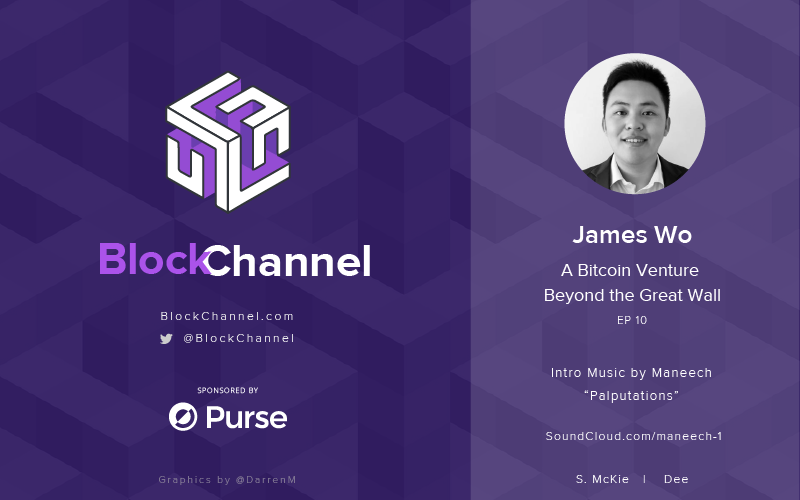 BlockChannel
BlockChannel.com
@BlockChannel
SPONSORED BY
Purse
Graphics by @DarrenM
James Wo
A Bitcoin Venture
Beyond the Great Wall
EP 10
Intro Music by Maneech
“Palputations”
SoundCloud.com/maneech-1
S. McKie | Dee